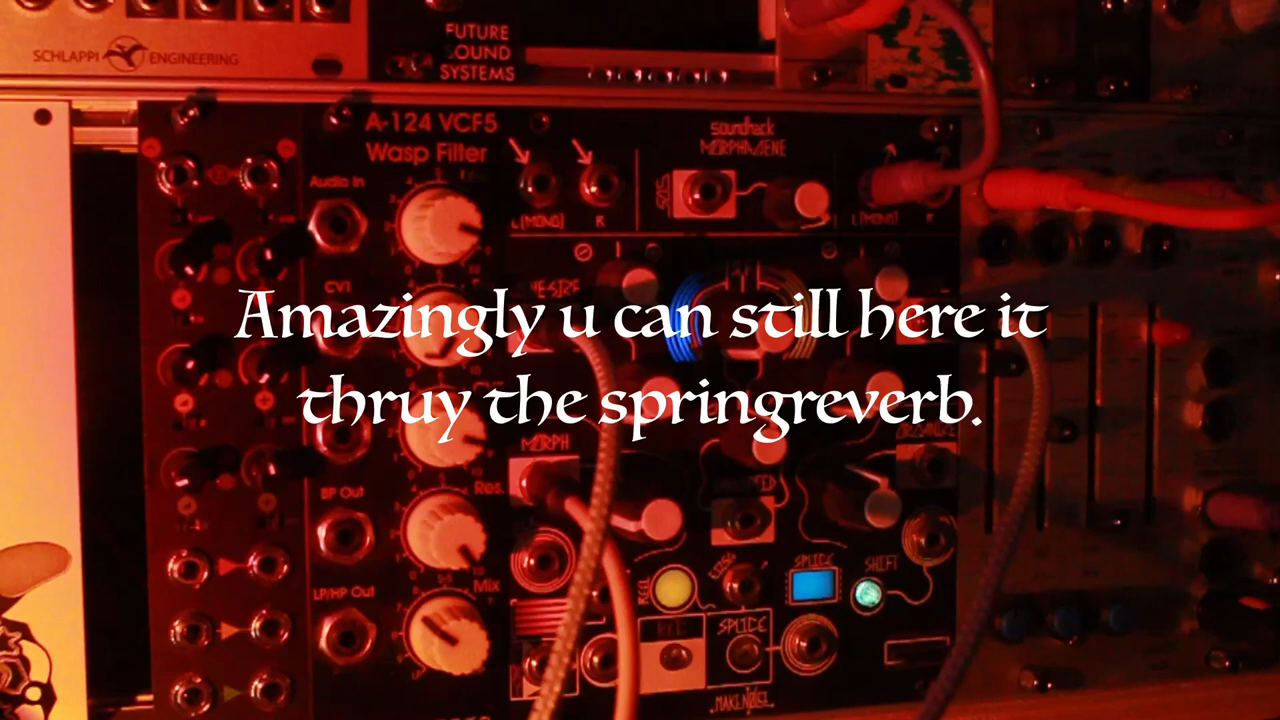 SCHLAPPI ENGINEERING
FUTURE
SOUND
SYSTEMS
A-124 VCF5
Wasp Filter
soundhack
MORPHAGENE
Audio In
SOS
L [MONO]
R
L [MONO]
R
CV1
Amazingly u can still here it
thruy the springreverb.
MORPH
Res.
BP Out
SPLICE
SHIFT
REEL
Mix
LP/HP Out
REC
SPLICE
MAKE NOISE